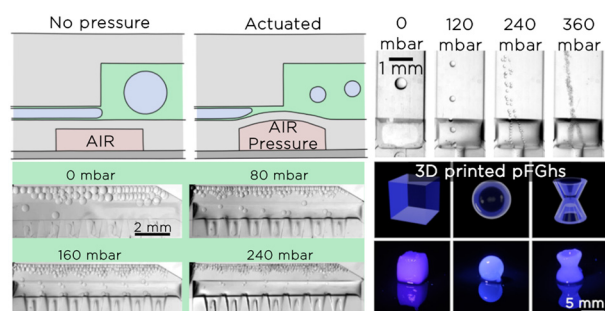 No pressure
Actuated
AIR
AIR
Pressure
0
mbar
120
mbar
240
mbar
360
mbar
1 mm
0 mbar
80 mbar
2 mm
160 mbar
240 mbar
3D printed pFGhs
5 mm